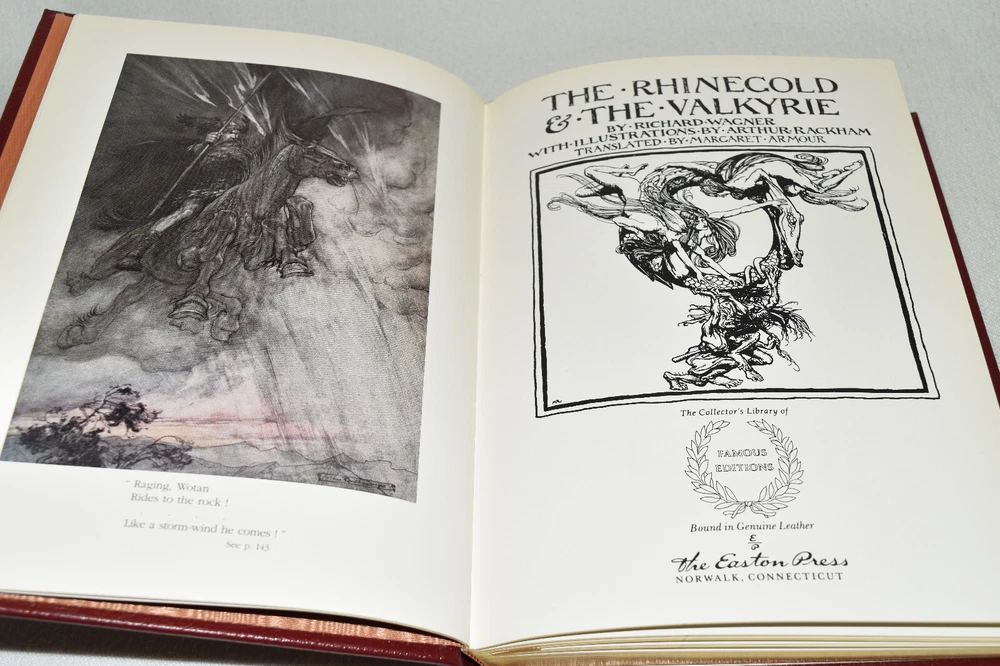 " Raging, Wotan
Rides to the rock !
Like a storm-wind he comes ! "
See p. 143
THE · RHINEGOLD
& · THE · VALKYRIE
BY · RICHARD · WAGNER
WITH · ILLUSTRATIONS · BY · ARTHUR · RACKHAM
TRANSLATED · BY · MARGARET · ARMOUR
The Collector's Library of
FAMOUS
EDITIONS
Bound in Genuine Leather
The Easton Press
NORWALK, CONNECTICUT